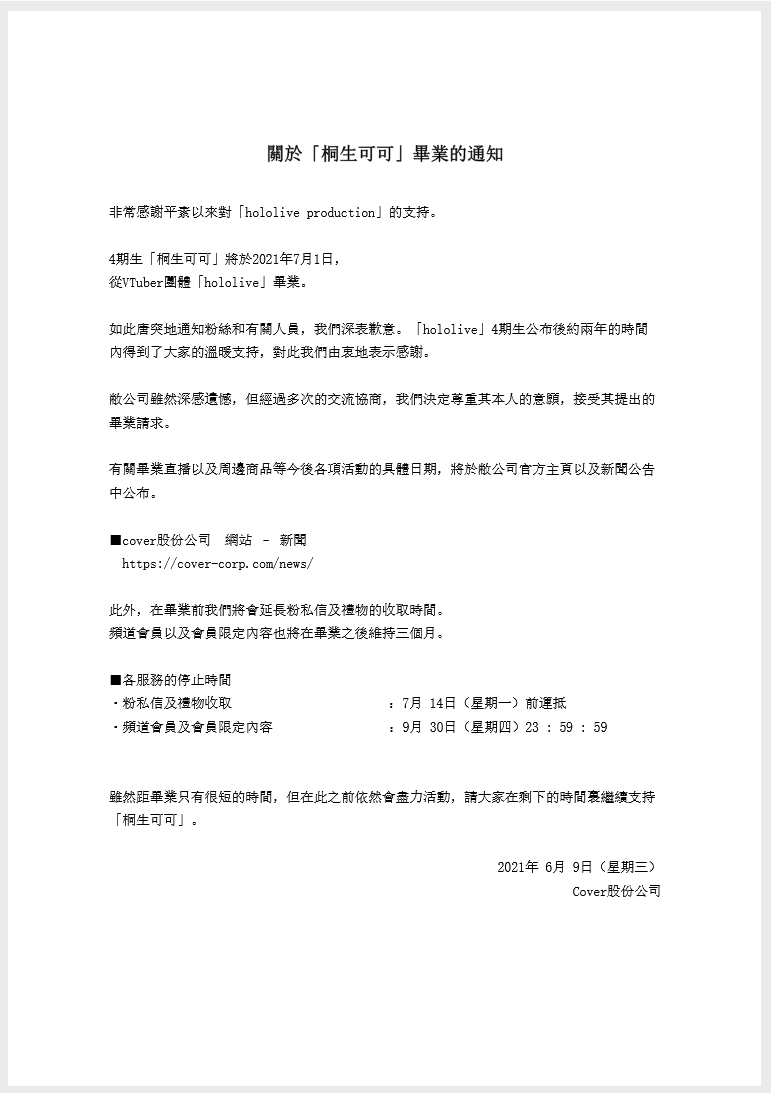 關於「桐生可可」畢業的通知
非常感謝平素以來對「hololive production」的支持。
4期生「桐生可可」將於2021年7月1日，
從VTuber團體「hololive」畢業。
如此唐突地通知粉絲和有關人員，我們深表歉意。「hololive」4期生公布後約兩年的時間
內得到了大家的溫暖支持，對此我們由衷地表示感謝。
敝公司雖然深感遺憾，但經過多次的交流協商，我們決定尊重其本人的意願，接受其提出的
畢業請求。
有關畢業直播以及周邊商品等今後各項活動的具體日期，將於敝公司官方主頁以及新聞公告
中公布。
■cover股份公司　網站 – 新聞
https://cover-corp.com/news/
此外，在畢業前我們將會延長粉私信及禮物的收取時間。
頻道會員以及會員限定內容也將在畢業之後維持三個月。
■各服務的停止時間
・粉私信及禮物收取　：7月 14日（星期一）前運抵
・頻道會員及會員限定內容　：9月 30日（星期四）23 : 59 : 59
雖然距畢業只有很短的時間，但在此之前依然會盡力活動，請大家在剩下的時間裏繼續支持
「桐生可可」。
2021年 6月 9日（星期三）
Cover股份公司